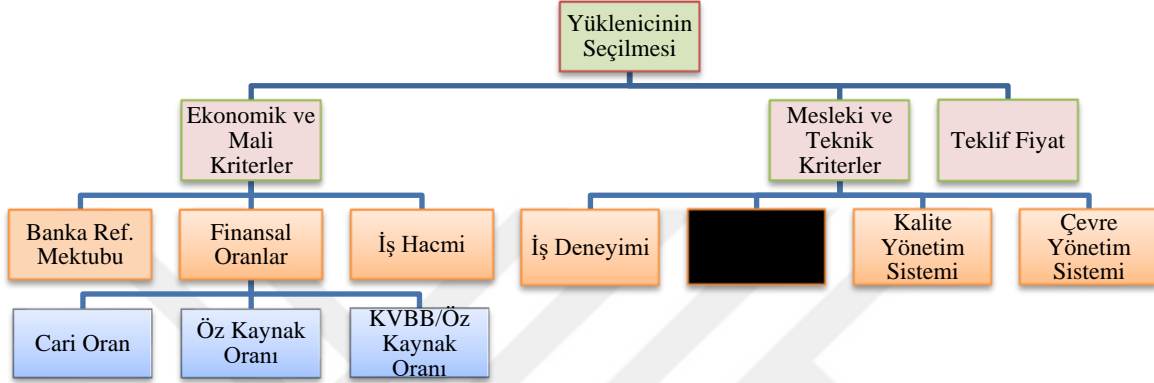 Yüklenicinin
Seçilmesi
Ekonomik ve
Mali
Kriterler
Mesleki ve
Teknik
Kriterler
Teklif Fiyat
Banka Ref.
Mektubu
Finansal
Oranlar
İş Hacmi
İş Deneyimi
Kalite
Yönetim
Sistemi
Çevre
Yönetim
Sistemi
Cari Oran
Öz Kaynak
Oranı
KVBB/Öz
Kaynak
Oranı